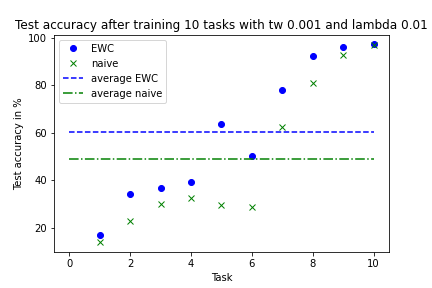 Test accuracy after training 10 tasks with tw 0.001 and lambda 0.01
100
80
60
40
20
Test accuracy in %
EWC
naive
average EWC
average naive
0 2 4 6 8 10
Task